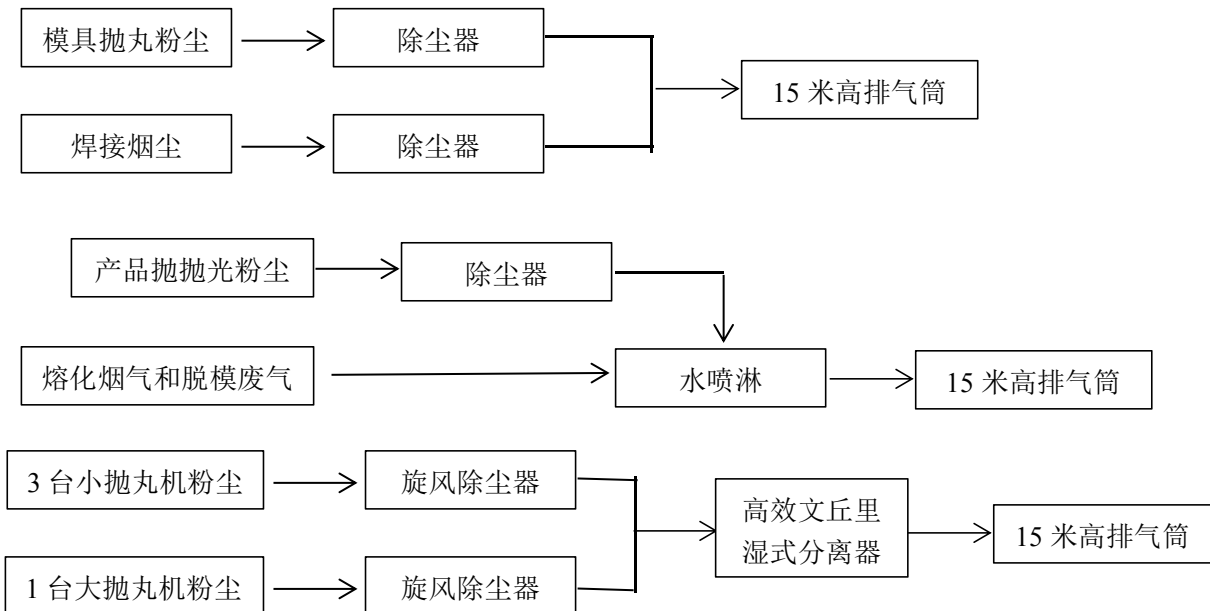 模具抛丸粉尘
除尘器
15 米高排气筒
焊接烟尘
除尘器
产品抛抛光粉尘
除尘器
熔化烟气和脱模废气
水喷淋
15 米高排气筒
3 台小抛丸机粉尘
旋风除尘器
高效文丘里
湿式分离器
15 米高排气筒
1 台大抛丸机粉尘
旋风除尘器